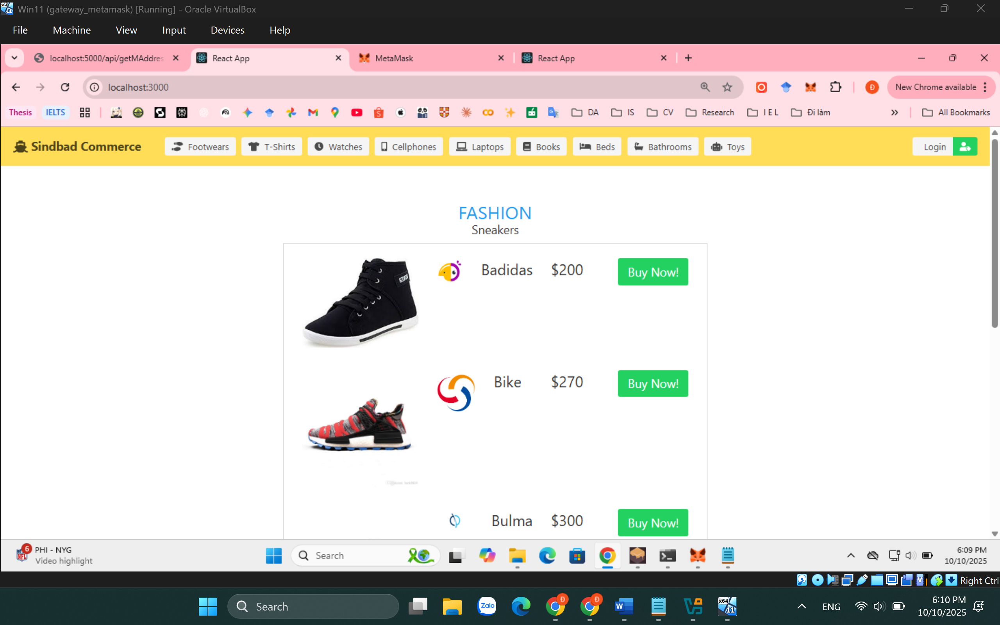 Win11 (gateway_metamask) [Running] - Oracle VirtualBox
File Machine View Input Devices Help
localhost:5000/api/getMAddres React App MetaMask React App
localhost:3000 Đ New Chrome available
Thesis IELTS DA IS CV Research I E L Đi làm All Bookmarks
Sindbad Commerce Footwears T-Shirts Watches Cellphones Laptops Books Beds Bathrooms Toys Login
FASHION
Sneakers
Badidas $200 Buy Now!
Bike $270 Buy Now!
Bulma $300 Buy Now!
6 PHI - NYG
NFL Video highlight
Search
6:09 PM
10/10/2025
Right Ctrl
Search
Zalo
Đ Đ
W
x64
11
ENG
6:10 PM
10/10/2025